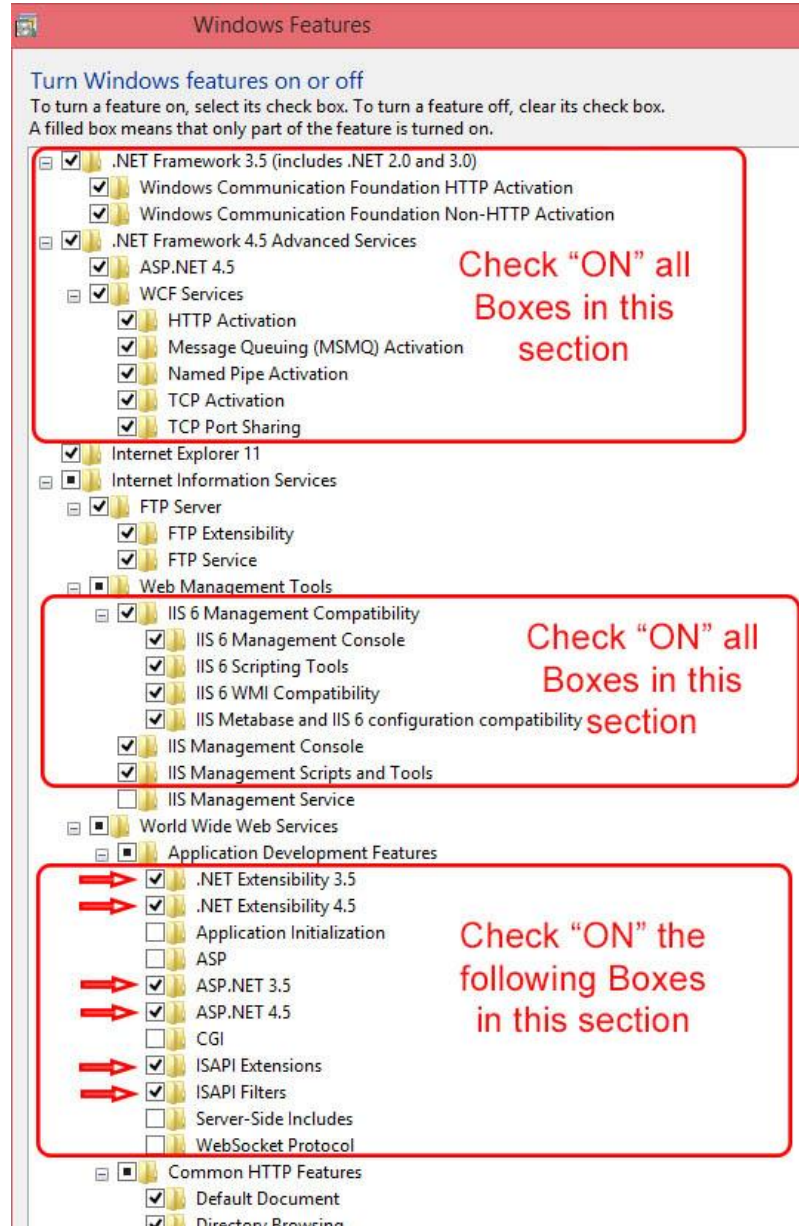 Windows Features
Turn Windows features on or off
To turn a feature on, select its check box. To turn a feature off, clear its check box.
A filled box means that only part of the feature is turned on.
.NET Framework 3.5 (includes .NET 2.0 and 3.0)
Windows Communication Foundation HTTP Activation
Windows Communication Foundation Non-HTTP Activation
.NET Framework 4.5 Advanced Services
ASP.NET 4.5
WCF Services
HTTP Activation
Message Queuing (MSMQ) Activation
Named Pipe Activation
TCP Activation
TCP Port Sharing
Check “ON” all
Boxes in this
section
Internet Explorer 11
Internet Information Services
FTP Server
FTP Extensibility
FTP Service
Web Management Tools
IIS 6 Management Compatibility
IIS 6 Management Console
IIS 6 Scripting Tools
IIS 6 WMI Compatibility
IIS Metabase and IIS 6 configuration compatibility
IIS Management Console
IIS Management Scripts and Tools
Check “ON” all
Boxes in this
section
IIS Management Service
World Wide Web Services
Application Development Features
.NET Extensibility 3.5
.NET Extensibility 4.5
Application Initialization
ASP
ASP.NET 3.5
ASP.NET 4.5
CGI
ISAPI Extensions
ISAPI Filters
Server-Side Includes
WebSocket Protocol
Check “ON” the
following Boxes
in this section
Common HTTP Features
Default Document
Directory Browsing